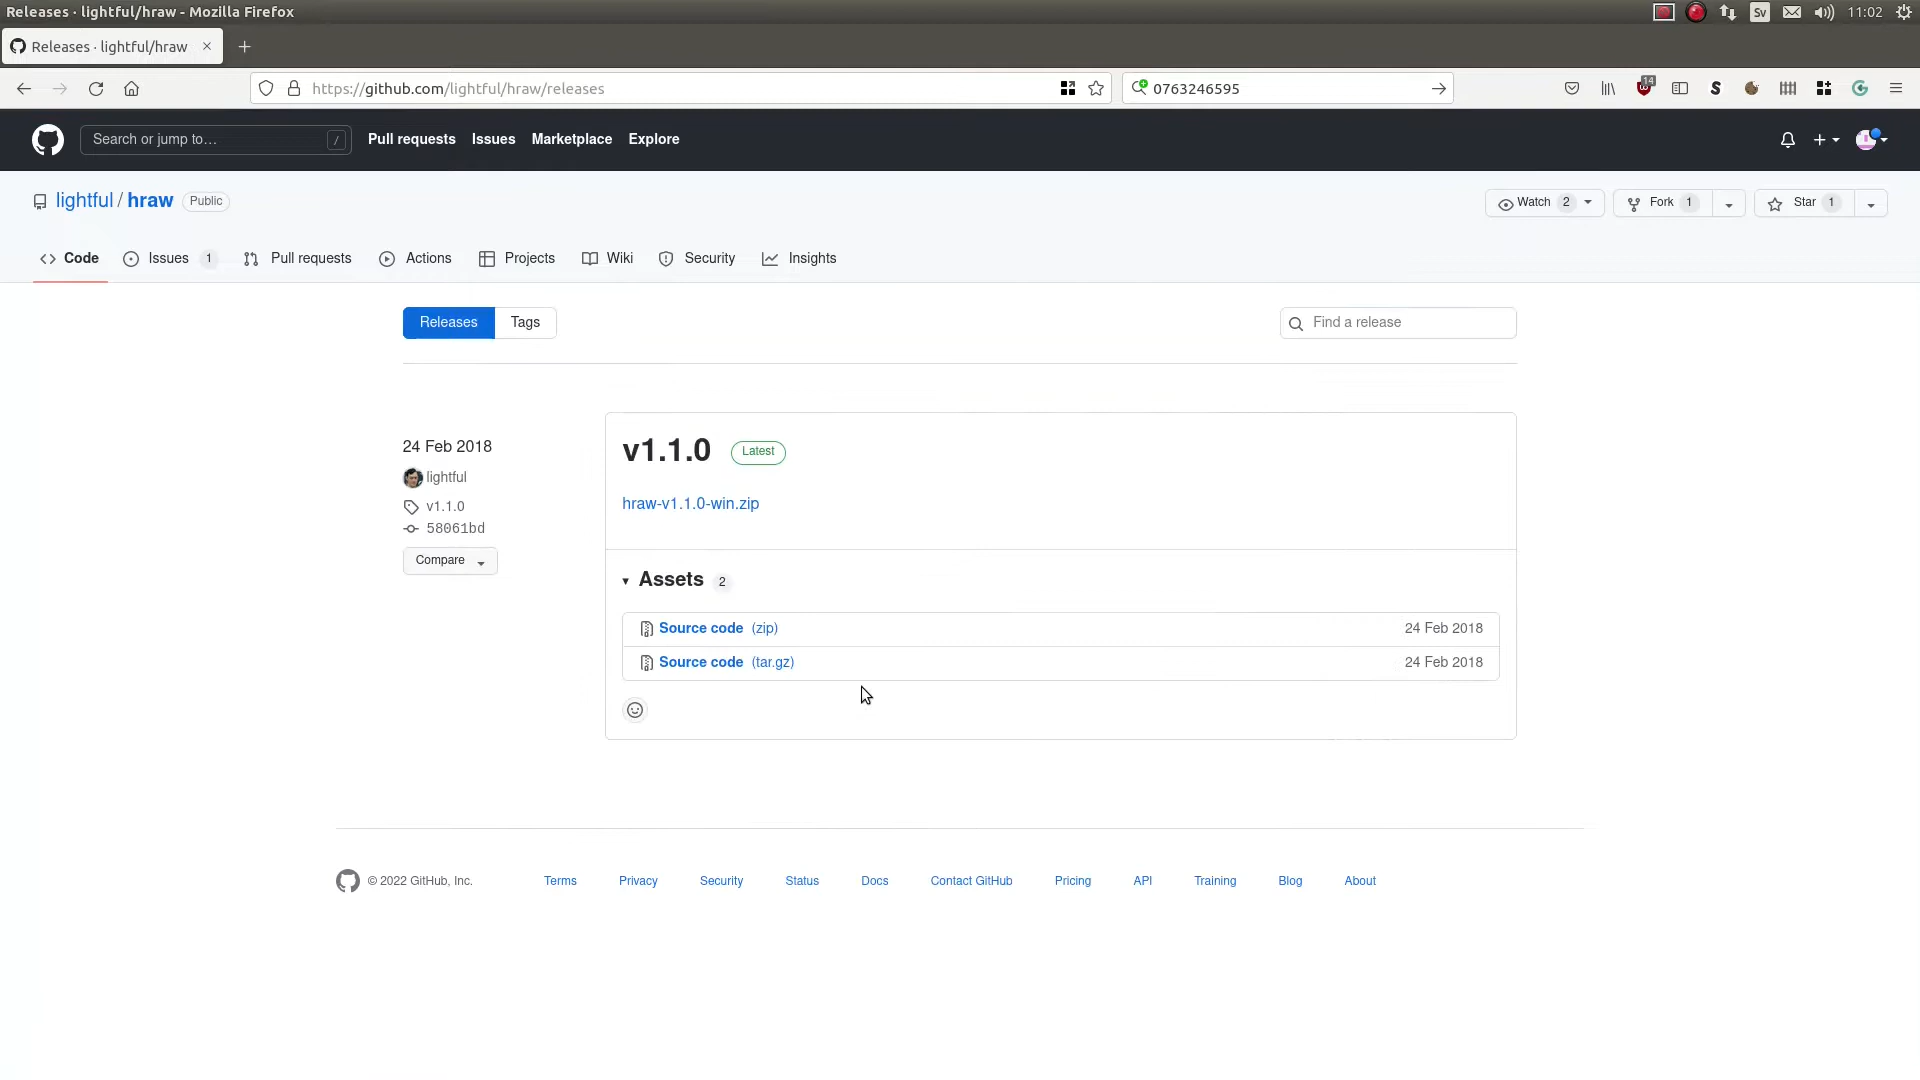 Releases · lightful/hraw - Mozilla Firefox
Sv 11:02
Releases · lightful/hraw
https://github.com/lightful/hraw/releases
0763246595
14
Search or jump to… /
Pull requests Issues Marketplace Explore
lightful / hraw Public
Watch 2 Fork 1 Star 1
Code Issues 1 Pull requests Actions Projects Wiki Security Insights
Releases Tags
Find a release
24 Feb 2018
lightful
v1.1.0
58061bd
Compare
v1.1.0 Latest
hraw-v1.1.0-win.zip
Assets 2
Source code (zip) 24 Feb 2018
Source code (tar.gz) 24 Feb 2018
© 2022 GitHub, Inc. Terms Privacy Security Status Docs Contact GitHub Pricing API Training Blog About